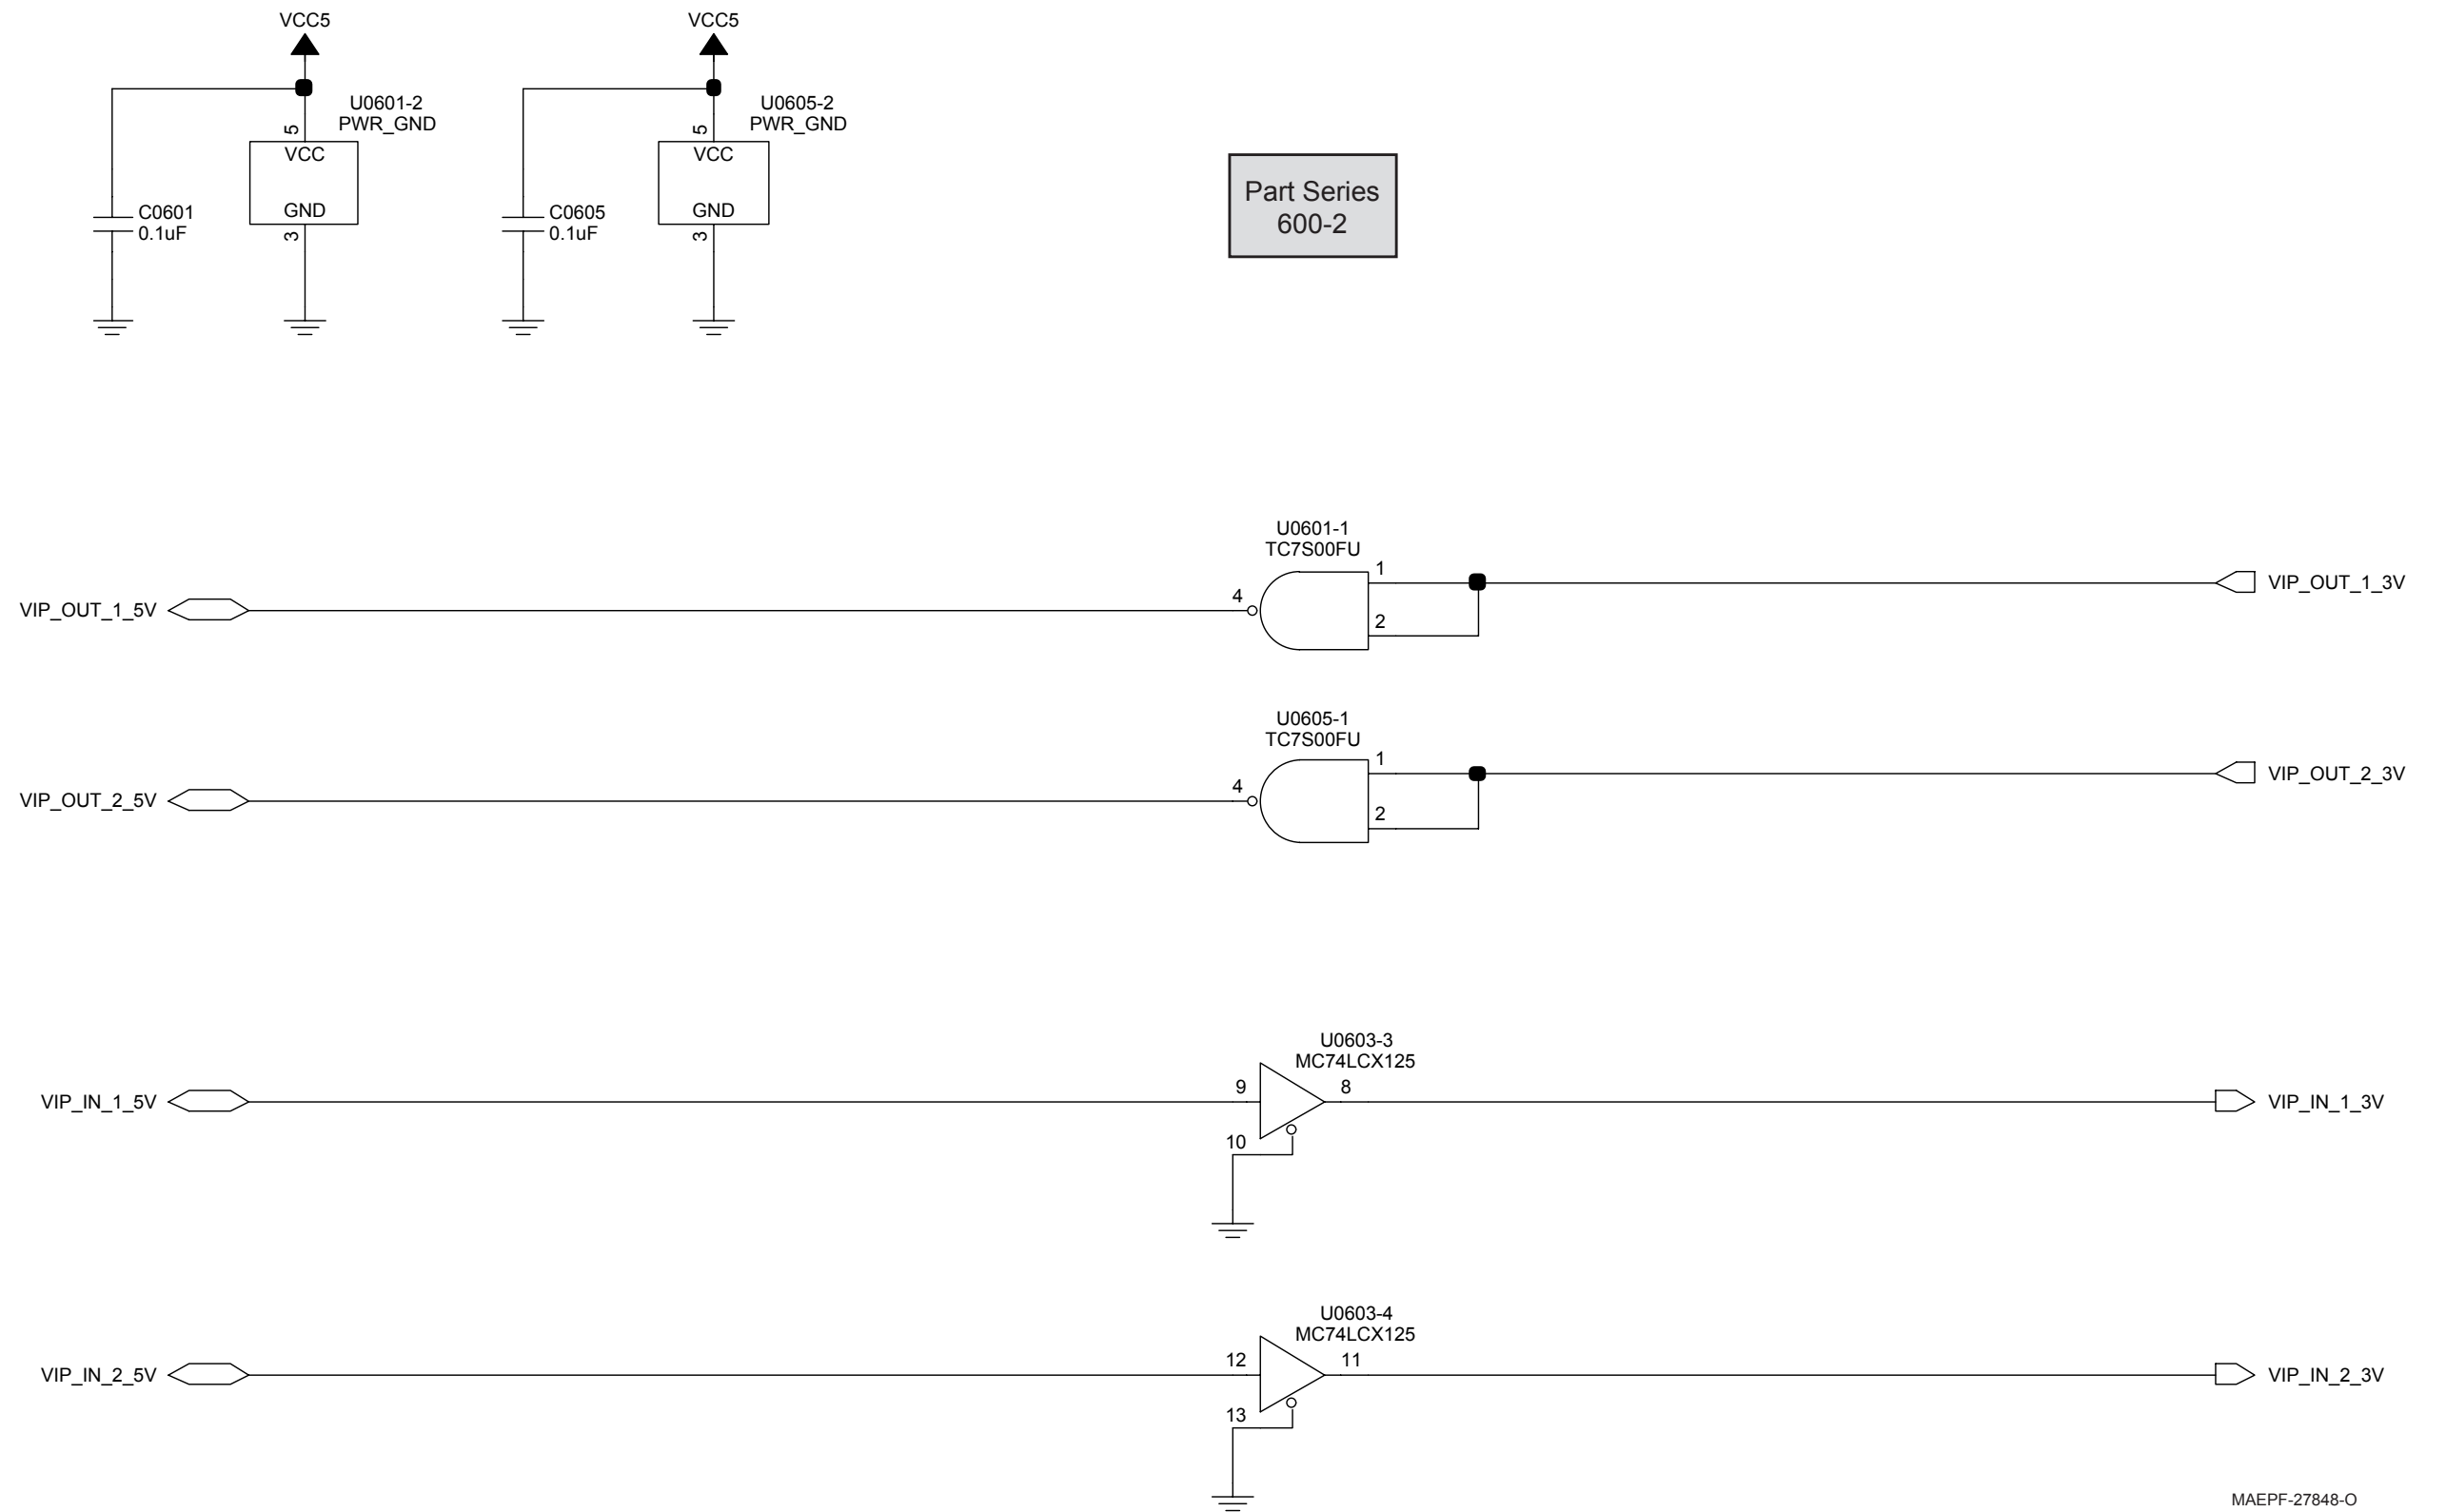 VCC5
VCC5
U0601-2
PWR_GND
U0605-2
PWR_GND
5
VCC
5
VCC
Part Series
600-2
C0601
0.1uF
GND
3
C0605
0.1uF
GND
3
U0601-1
TC7S00FU
1
VIP_OUT_1_3V
4
VIP_OUT_1_5V
2
U0605-1
TC7S00FU
1
VIP_OUT_2_3V
4
VIP_OUT_2_5V
2
U0603-3
MC74LCX125
9
8
VIP_IN_1_5V
VIP_IN_1_3V
10
U0603-4
MC74LCX125
12
11
VIP_IN_2_5V
VIP_IN_2_3V
13
MAEPF-27848-O